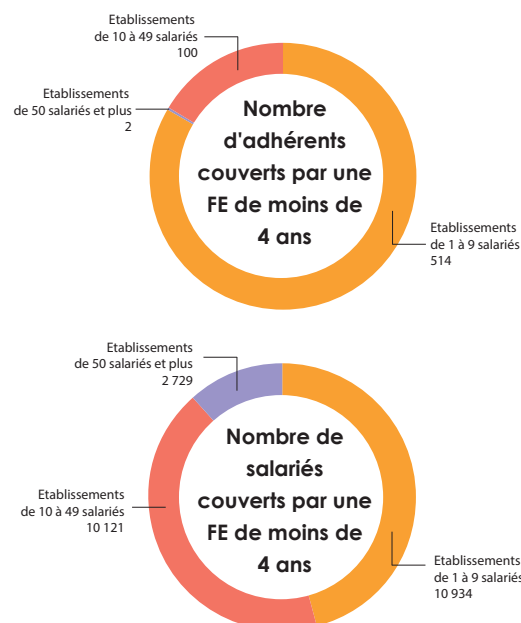 Etablissements
de 10 à 49 salariés
100
Etablissements
de 50 salariés et plus
2
Nombre
d'adhérents
couverts par une
FE de moins de
4 ans
Etablissements
de 1 à 9 salariés
514
Etablissements
de 50 salariés et plus
2 729
Nombre de
salariés
couverts par une
FE de moins de
4 ans
Etablissements
de 10 à 49 salariés
10 121
Etablissements
de 1 à 9 salariés
10 934